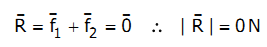 R̄ = f̄₁ + f̄₂ = 0̄ ∴ | R̄ | = 0 N